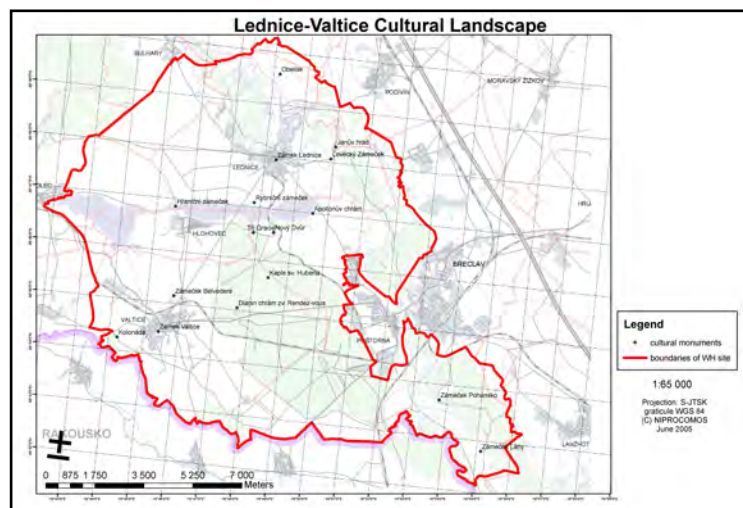 Lednice-Valtice Cultural Landscape
BULHARY
Obelisk
PODIVÍN
MORAVSKÝ ŽIŽKOV
Janův hrad
Zámek Lednice
Lovecký Zámeček
LEDNICE
Hraniční zámeček
Rybniční zámeček
Apollonův chrám
HRU
HLOHOVEC
Tři Grácie
Nový Dvůr
BŘECLAV
Kaple sv. Huberta
Zámeček Belvedere
Dianin chrám zv. Rendez-vous
VALTICE
Kolonáda
Zámek Valtice
POŠTORNÁ
Zámeček Pohansko
LANŽHOT
Zámeček Lány
RAKOUSKO
0 875 1 750 3 500 5 250 7 000
Meters
Legend
cultural monuments
boundaries of WH site
1:65 000
Projection: S-JTSK
graticule WGS 84
(C) NIPROCOMOS
June 2005